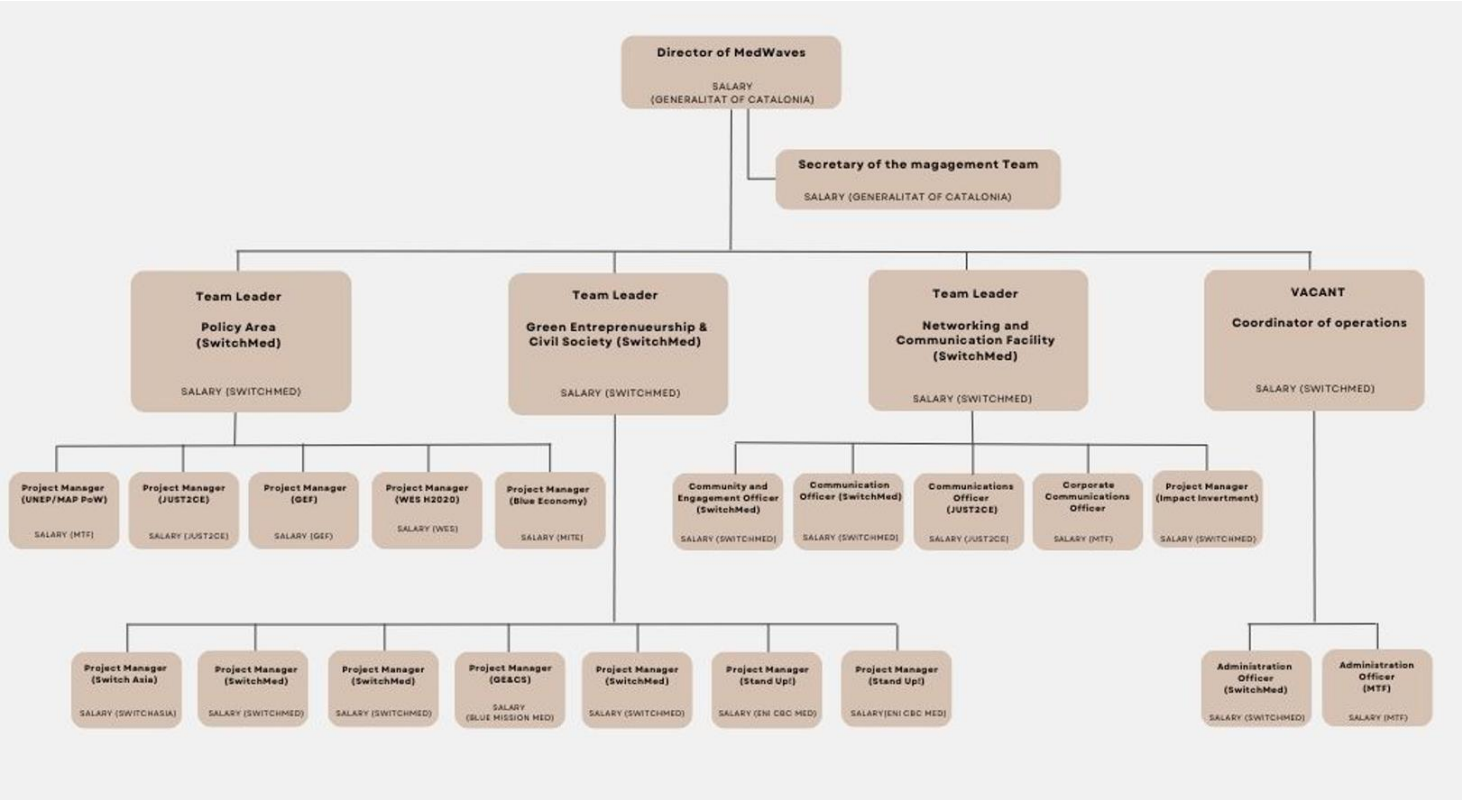 Director of MedWaves
SALARY
(GENERALITAT OF CATALONIA)
Secretary of the magagement Team
SALARY (GENERALITAT OF CATALONIA)
Team Leader
Policy Area
(SwitchMed)
SALARY (SWITCHMED)
Team Leader
Green Entreprenueurship &
Civil Society (SwitchMed)
SALARY (SWITCHMED)
Team Leader
Networking and
Communication Facility
(SwitchMed)
SALARY (SWITCHMED)
VACANT
Coordinator of operations
SALARY (SWITCHMED)
Project Manager
(UNEP/MAP PoW)
SALARY (MTF)
Project Manager
(JUST2CE)
SALARY (JUST2CE)
Project Manager
(GEF)
SALARY (GEF)
Project Manager
(WES H2020)
SALARY (WES)
Project Manager
(Blue Economy)
SALARY (MITE)
Community and
Engagement Officer
(SwitchMed)
SALARY (SWITCHMED)
Communication
Officer (SwitchMed)
SALARY (SWITCHMED)
Communications
Officer
(JUST2CE)
SALARY (JUST2CE)
Corporate
Communications
Officer
SALARY (MTF)
Project Manager
(Impact Invertment)
SALARY (SWITCHMED)
Project Manager
(Switch Asia)
SALARY (SWITCHASIA)
Project Manager
(SwitchMed)
SALARY (SWITCHMED)
Project Manager
(SwitchMed)
SALARY (SWITCHMED)
Project Manager
(GE&CS)
SALARY
(BLUE MISSION MED)
Project Manager
(SwitchMed)
SALARY (SWITCHMED)
Project Manager
(Stand Up!)
SALARY (ENI CBC MED)
Project Manager
(Stand Up!)
SALARY(ENI CBC MED)
Administration
Officer
(SwitchMed)
SALARY (SWITCHMED)
Administration
Officer
(MTF)
SALARY (MTF)